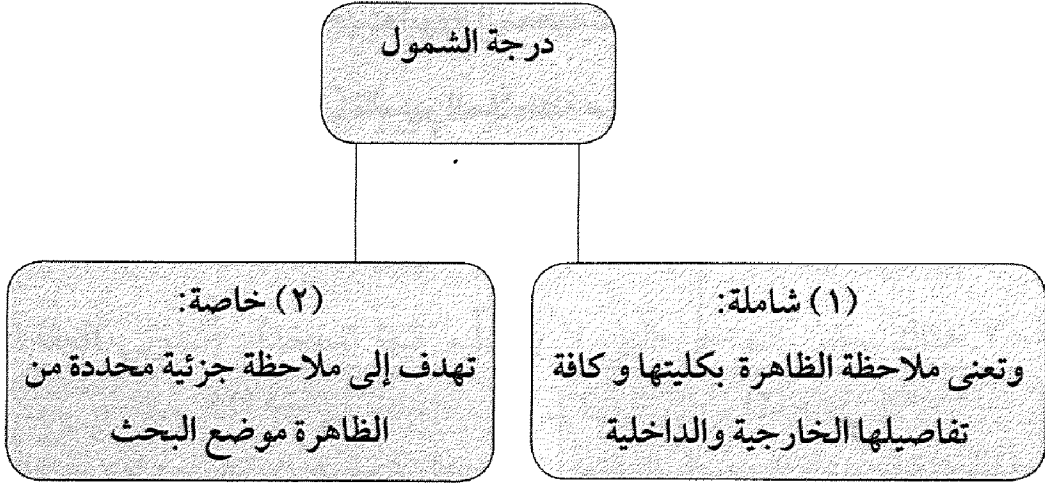 درجة الشمول
(١) شاملة:
وتعنى ملاحظة الظاهرة بكليتها و كافة
تفاصيلها الخارجية والداخلية
(٢) خاصة:
تهدف إلى ملاحظة جزئية محددة من
الظاهرة موضع البحث